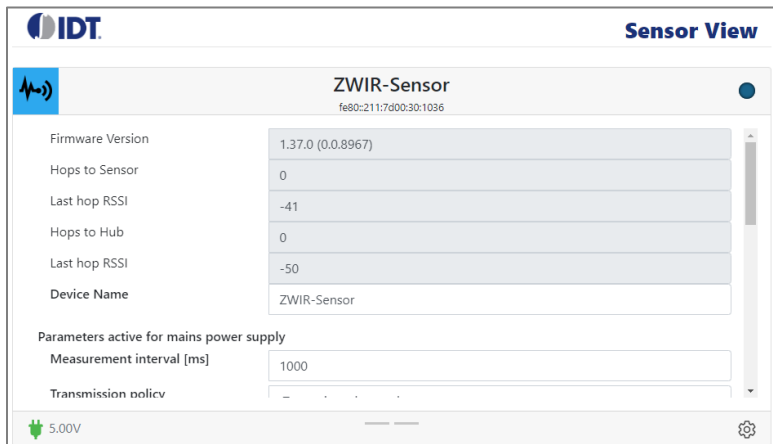 IDT.
Sensor View
ZWIR-Sensor
fe80::211:7d00:30:1036
Firmware Version 1.37.0 (0.0.8967)
Hops to Sensor 0
Last hop RSSI -41
Hops to Hub 0
Last hop RSSI -50
Device Name ZWIR-Sensor
Parameters active for mains power supply
Measurement interval [ms] 1000
Transmission policy
5.00V